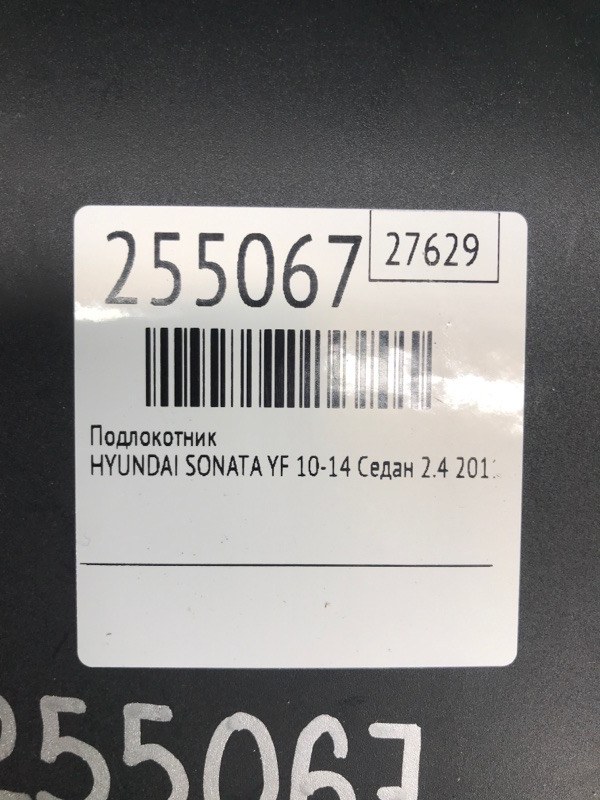 255067 27629
Подлокотник
HYUNDAI SONATA YF 10-14 Седан 2.4
255067